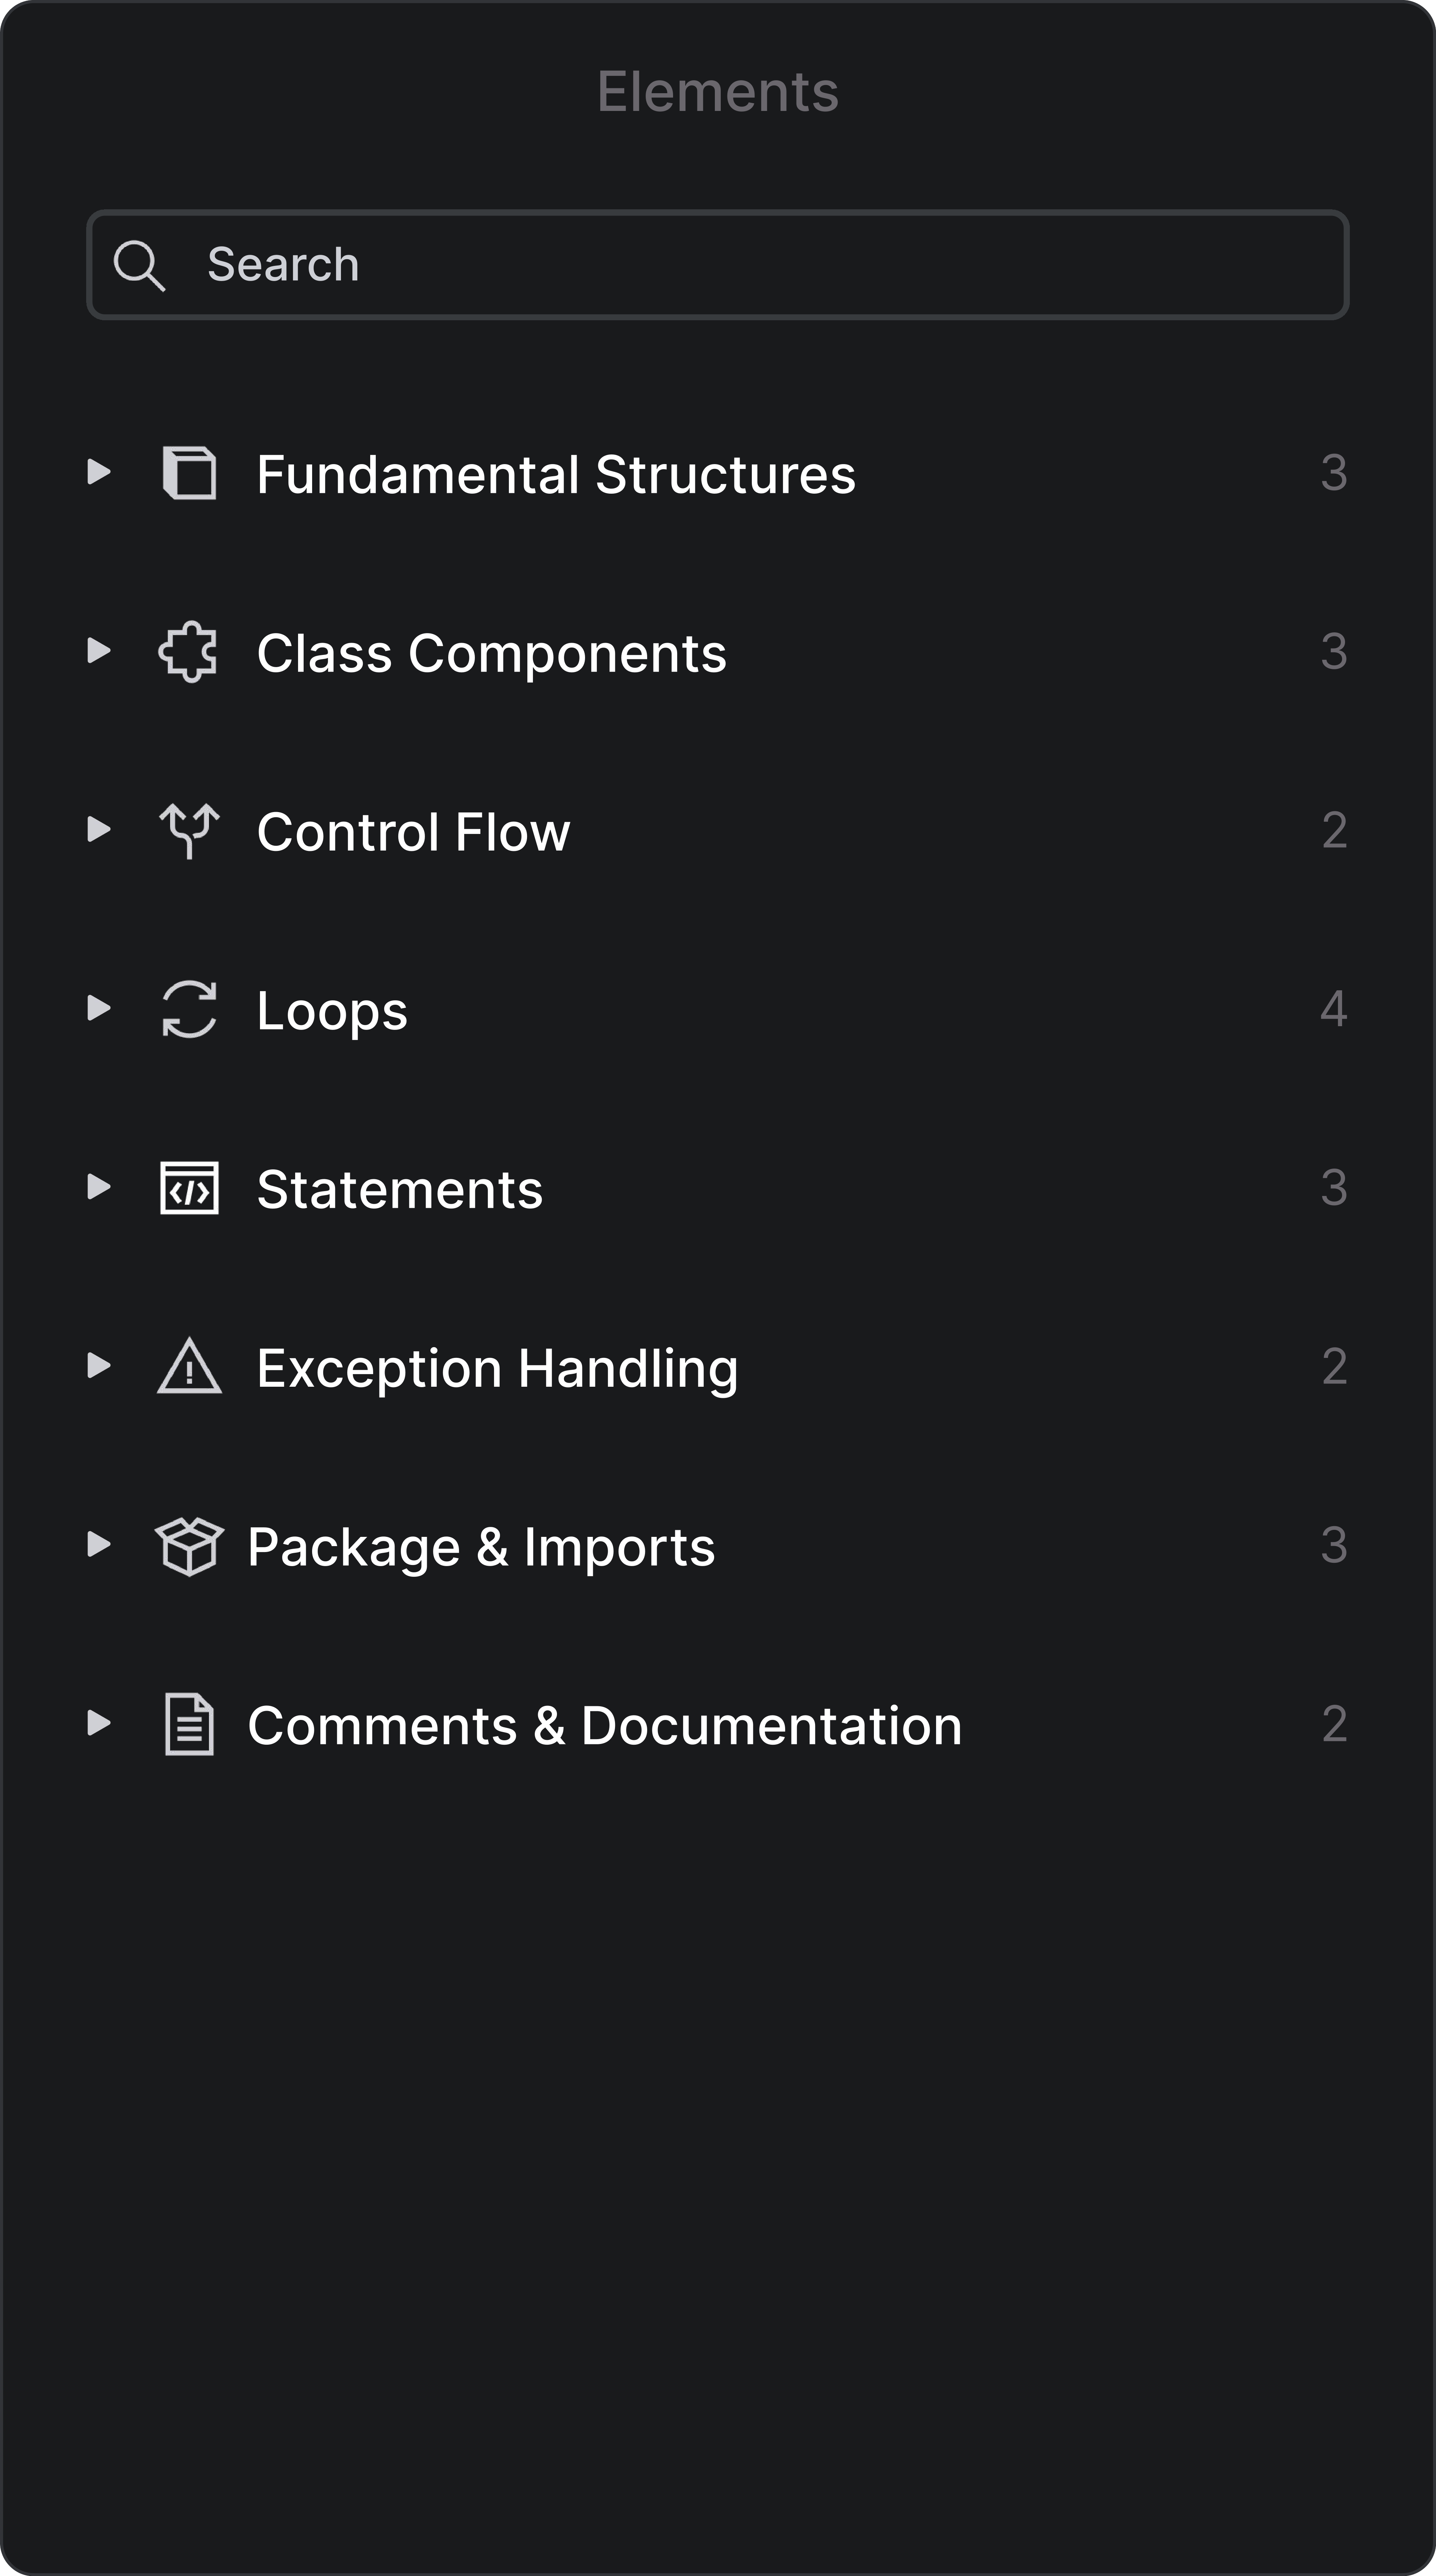 Elements
Search
Fundamental Structures 3
Class Components 3
Control Flow 2
Loops 4
Statements 3
Exception Handling 2
Package & Imports 3
Comments & Documentation 2